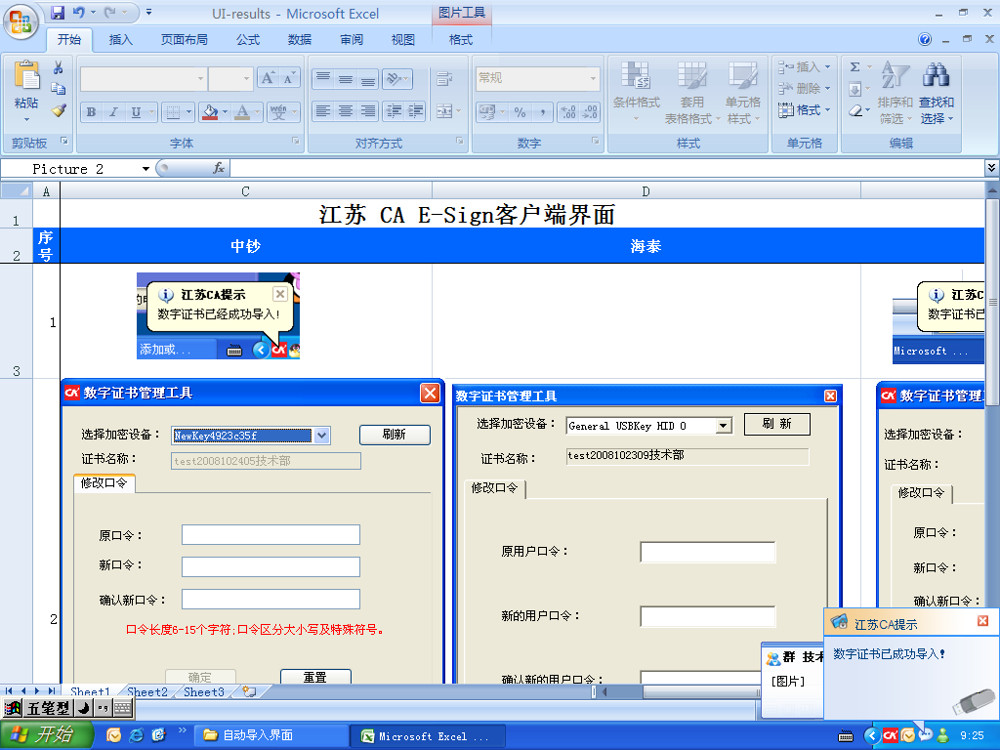 UI-results - Microsoft Excel
图片工具
开始 插入 页面布局 公式 数据 审阅 视图 格式
粘贴
B I U
A A
A 變
常规
%
条件格式
套用
表格格式
单元格
样式
插入
删除
格式
Σ
排序和
筛选
查找和
选择
剪贴板 字体 对齐方式 数字 样式 单元格 编辑
Picture 2
fx
A C D
1
江苏 CA E-Sign客户端界面
2
序
号
中钞
海泰
3
1
江苏CA提示
数字证书已经成功导入!
添加或...
江苏C
数字证书已
Microsoft ...
2
数字证书管理工具
选择加密设备:
NewKey4923c35f
刷新
证书名称:
test2008102405技术部
修改口令
原口令:
新口令:
确认新口令:
口令长度6-15个字符;口令区分大小写及特殊符号。
确定
重置
数字证书管理工具
选择加密设备:
General USBKey HID 0
刷 新
证书名称:
test2008102309技术部
修改口令
原用户口令:
新的用户口令:
确认新的用户口令:
数字证书管理工
选择加密设备:
证书名称:
修改口令
原口令:
新口令:
确认新口令:
群 技术
[图片]
江苏CA提示
数字证书已成功导入!
Sheet1 Sheet2 Sheet3
五笔型
开始
自动导入界面
Microsoft Excel ...
9:25